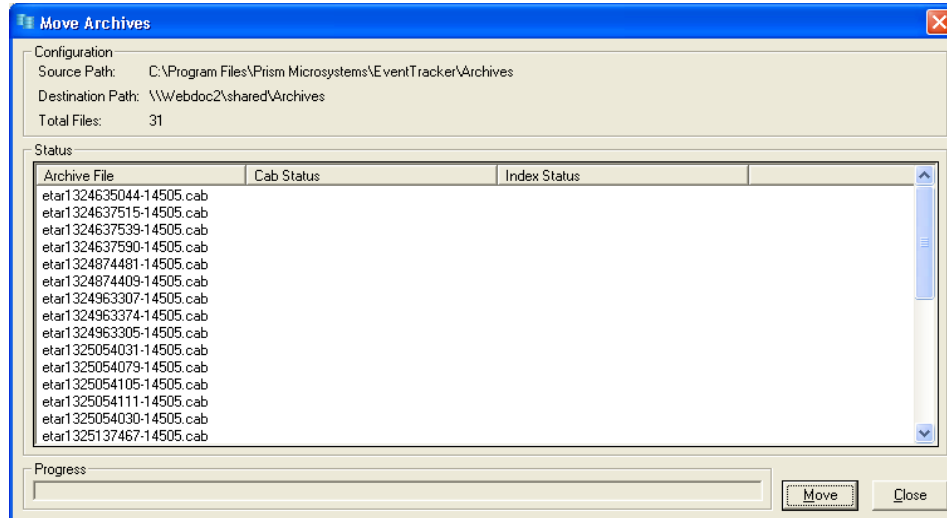 Move Archives
Configuration
Source Path: C:\Program Files\Prism Microsystems\EventTracker\Archives
Destination Path: \\Webdoc2\shared\Archives
Total Files: 31
Status
Archive File Cab Status Index Status
etar1324635044-14505.cab
etar1324637515-14505.cab
etar1324637539-14505.cab
etar1324637590-14505.cab
etar1324874481-14505.cab
etar1324874409-14505.cab
etar1324963307-14505.cab
etar1324963374-14505.cab
etar1324963305-14505.cab
etar1325054031-14505.cab
etar1325054079-14505.cab
etar1325054105-14505.cab
etar1325054111-14505.cab
etar1325054030-14505.cab
etar1325137467-14505.cab
Progress
Move Close